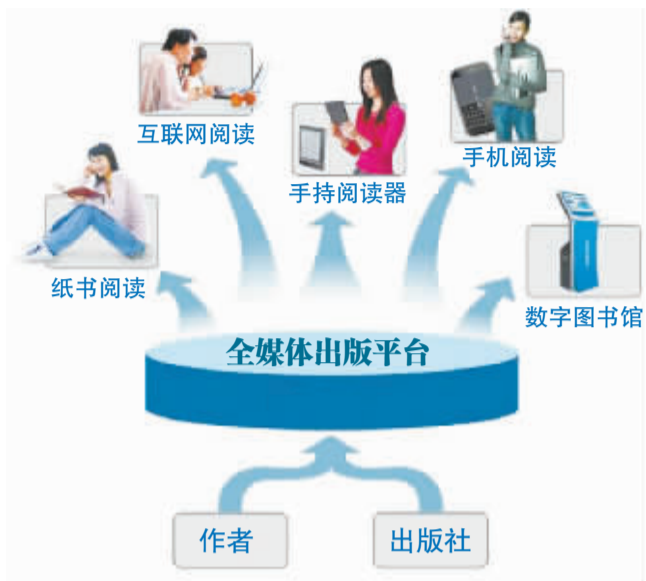 互联网阅读
手机阅读
手持阅读器
纸书阅读
数字图书馆
全媒体出版平台
作者
出版社